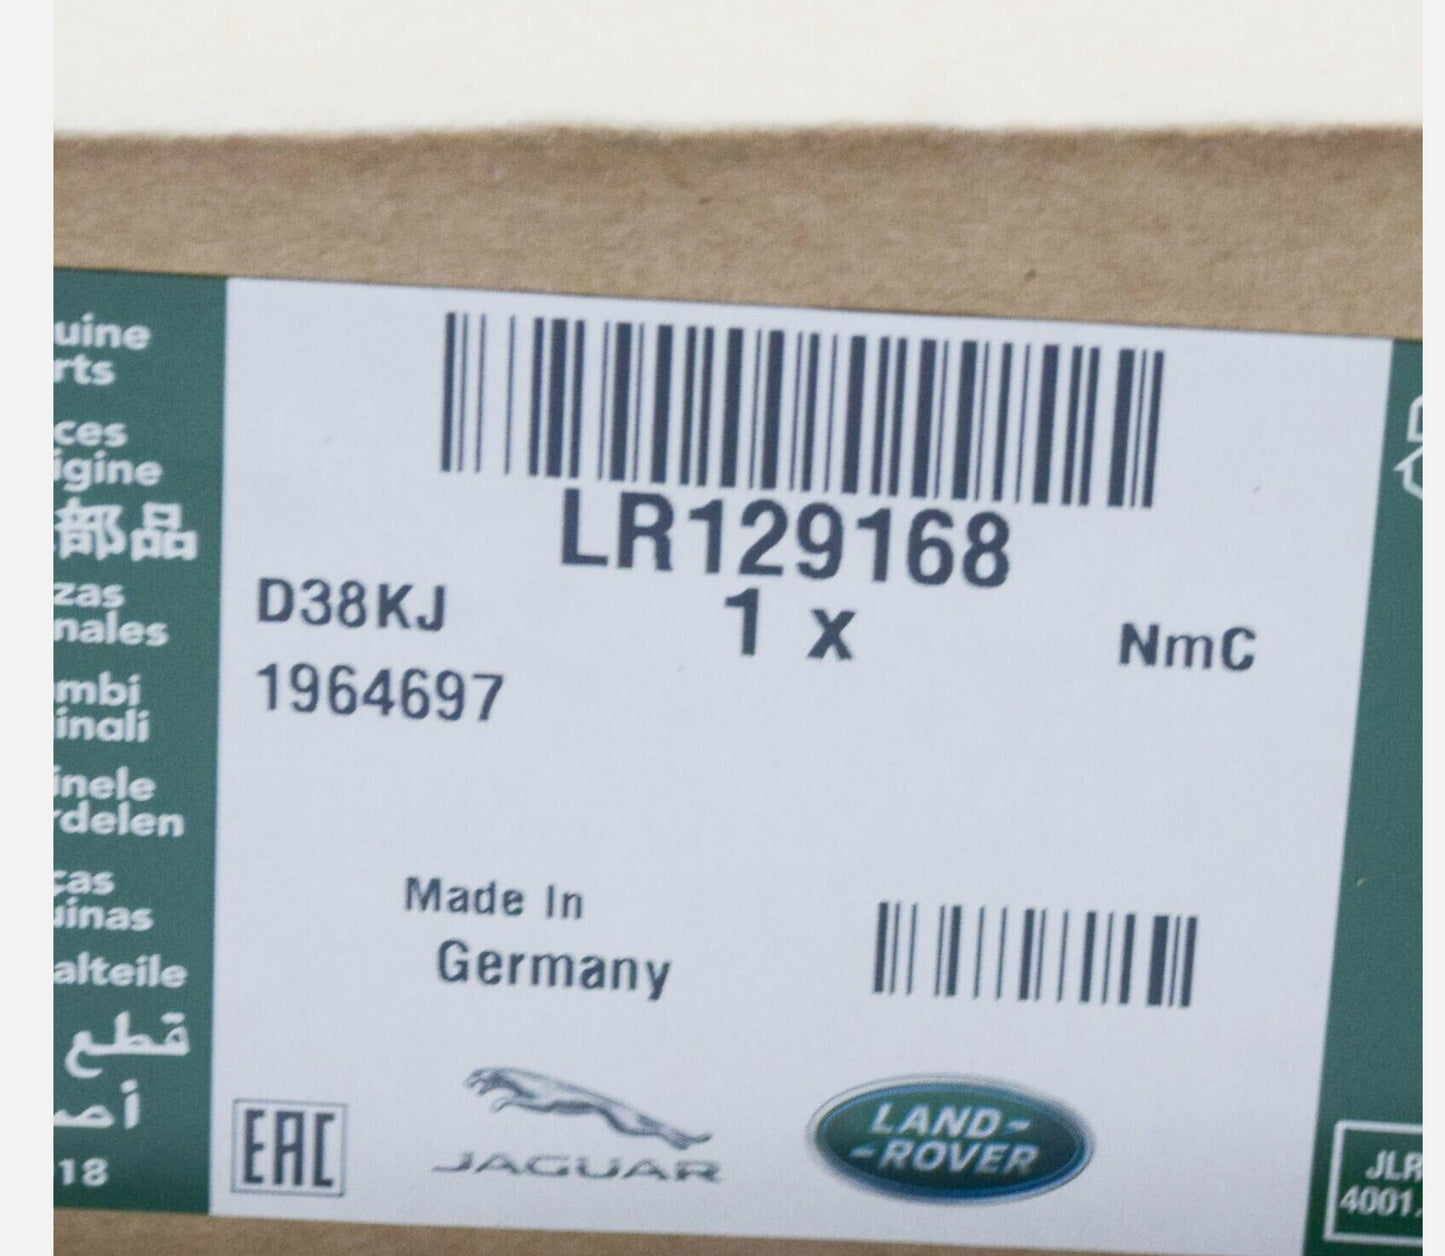 uine
rts
ces
igine
部品
zas
nales
mbi
inali
inele
rdelen
ças
uinas
alteile
قطع
أص
18
LR129168
D38KJ
1 x
NmC
1964697
Made In
Germany
EAC
JAGUAR
LAND-
-ROVER
JLR
4001.